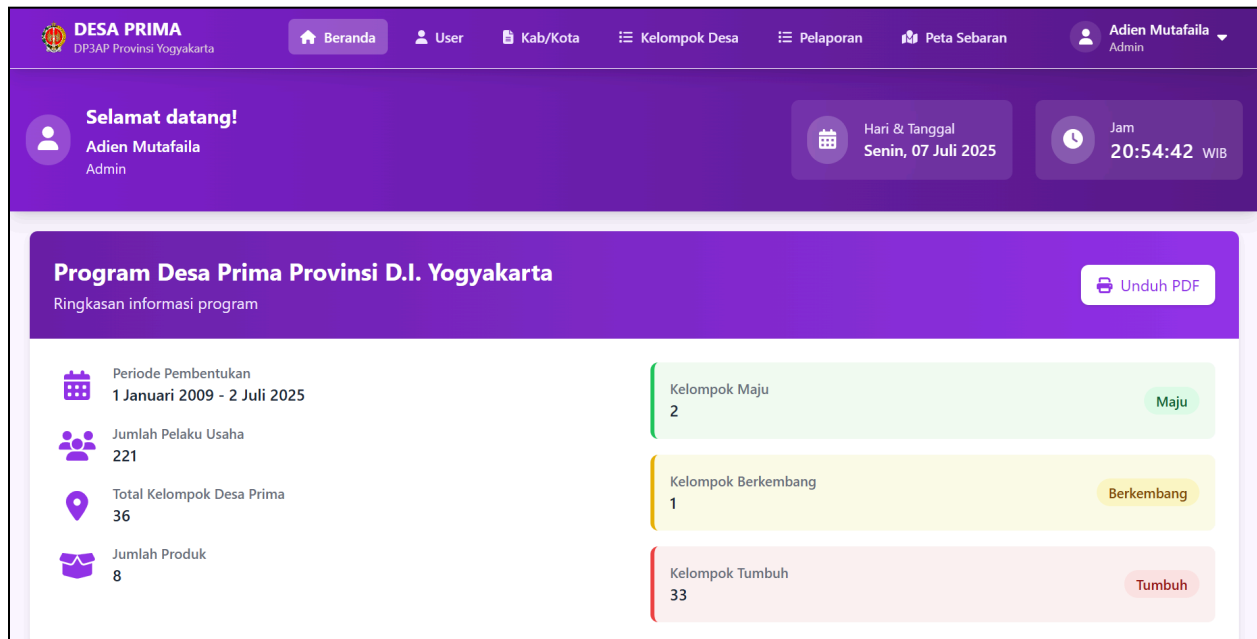 DESA PRIMA
DP3AP Provinsi Yogyakarta
Beranda
User
Kab/Kota
Kelompok Desa
Pelaporan
Peta Sebaran
Adien Mutafaila
Admin
Selamat datang!
Adien Mutafaila
Admin
Hari & Tanggal
Senin, 07 Juli 2025
Jam
20:54:42 WIB
Program Desa Prima Provinsi D.I. Yogyakarta
Ringkasan informasi program
Unduh PDF
Periode Pembentukan
1 Januari 2009 - 2 Juli 2025
Jumlah Pelaku Usaha
221
Total Kelompok Desa Prima
36
Jumlah Produk
8
Kelompok Maju
2
Maju
Kelompok Berkembang
1
Berkembang
Kelompok Tumbuh
33
Tumbuh